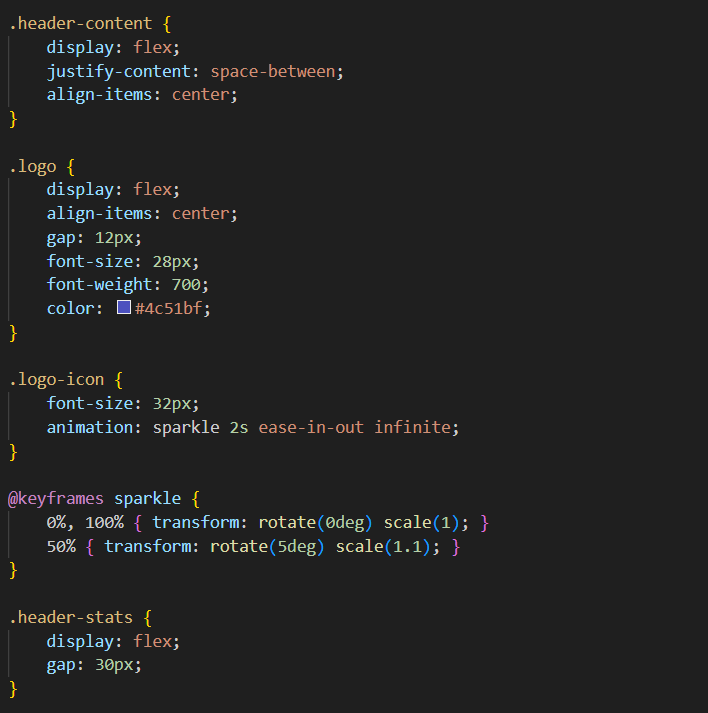 .header-content {
    display: flex;
    justify-content: space-between;
    align-items: center;
}

.logo {
    display: flex;
    align-items: center;
    gap: 12px;
    font-size: 28px;
    font-weight: 700;
    color: #4c51bf;
}

.logo-icon {
    font-size: 32px;
    animation: sparkle 2s ease-in-out infinite;
}

@keyframes sparkle {
    0%, 100% { transform: rotate(0deg) scale(1); }
    50% { transform: rotate(5deg) scale(1.1); }
}

.header-stats {
    display: flex;
    gap: 30px;
}